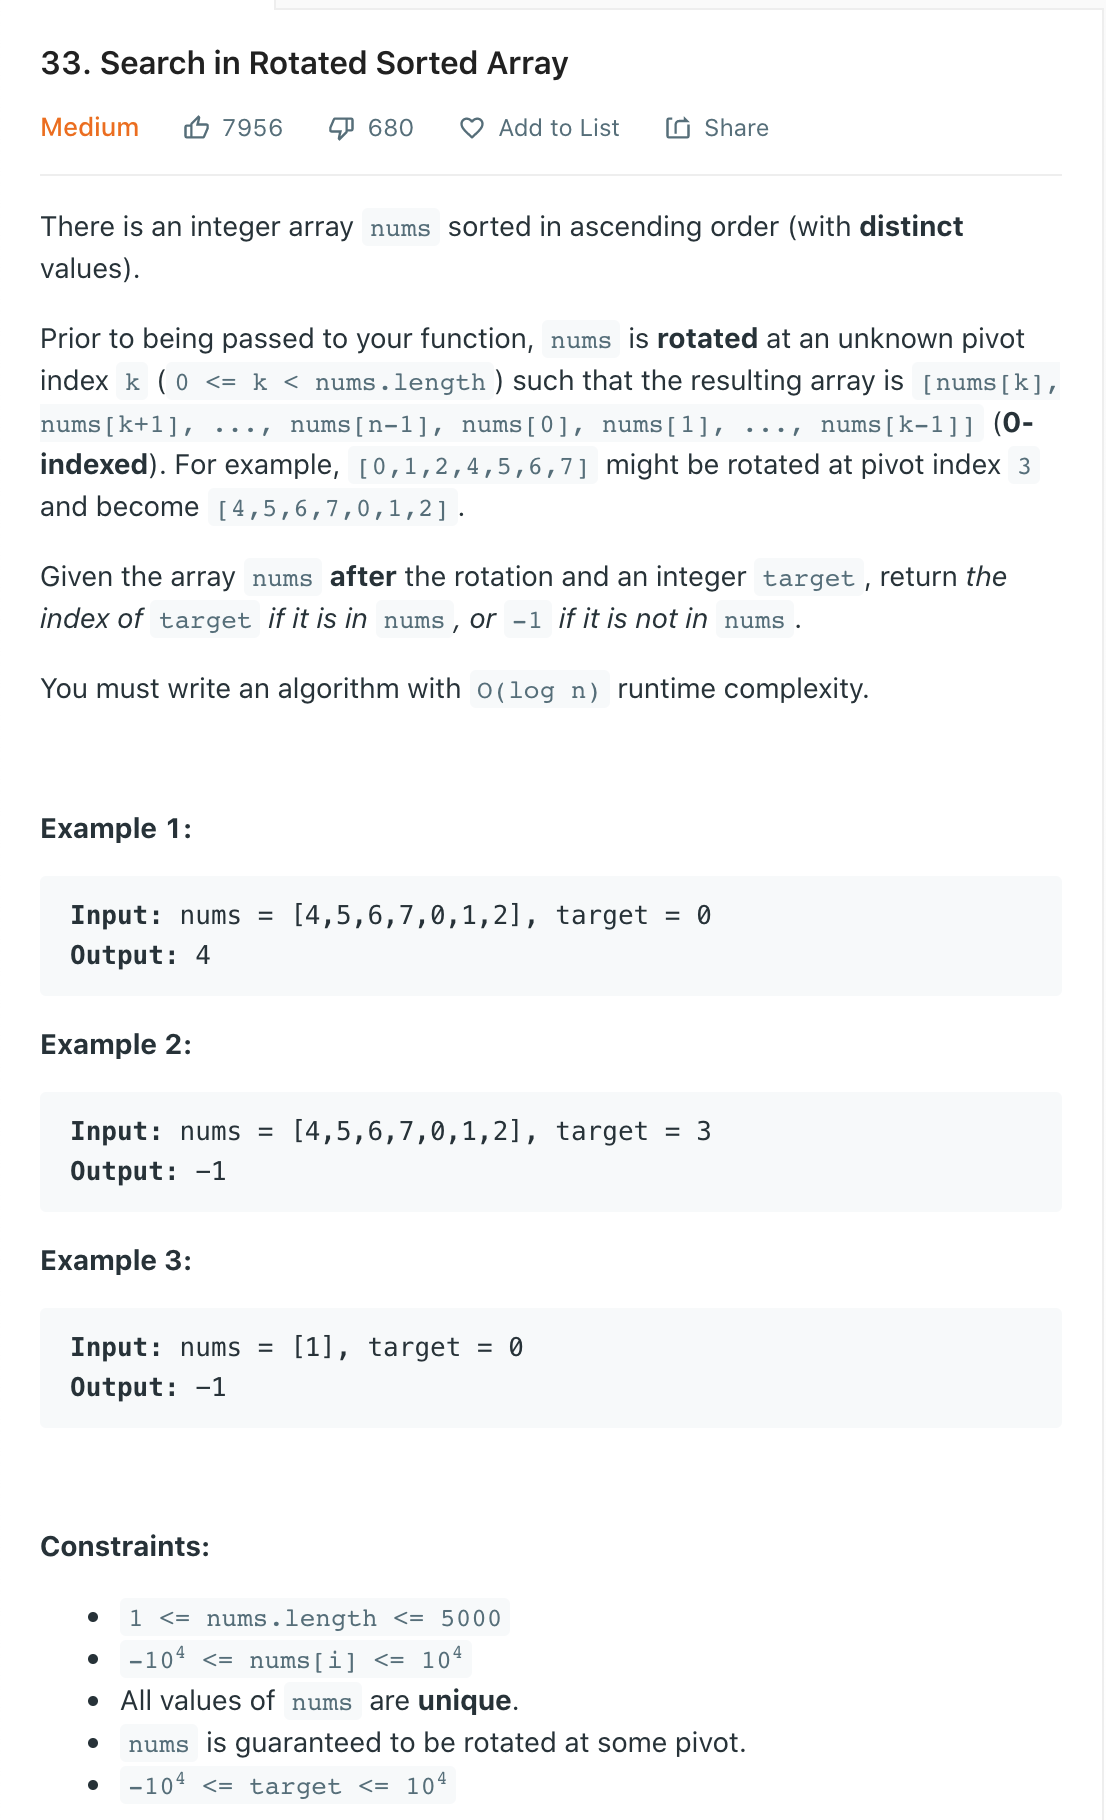 33. Search in Rotated Sorted Array
Medium 7956 680 Add to List Share
There is an integer array nums sorted in ascending order (with distinct
values).
Prior to being passed to your function, nums is rotated at an unknown pivot
index k ( 0 <= k < nums.length ) such that the resulting array is [nums[k],
nums[k+1], ..., nums[n-1], nums[0], nums[1], ..., nums[k-1]] (0-
indexed). For example, [0,1,2,4,5,6,7] might be rotated at pivot index 3
and become [4,5,6,7,0,1,2] .
Given the array nums after the rotation and an integer target , return the
index of target if it is in nums , or -1 if it is not in nums .
You must write an algorithm with O(log n) runtime complexity.
Example 1:
Input: nums = [4,5,6,7,0,1,2], target = 0
Output: 4
Example 2:
Input: nums = [4,5,6,7,0,1,2], target = 3
Output: -1
Example 3:
Input: nums = [1], target = 0
Output: -1
Constraints:
• 1 <= nums.length <= 5000
• -10⁴ <= nums[i] <= 10⁴
• All values of nums are unique.
• nums is guaranteed to be rotated at some pivot.
• -10⁴ <= target <= 10⁴